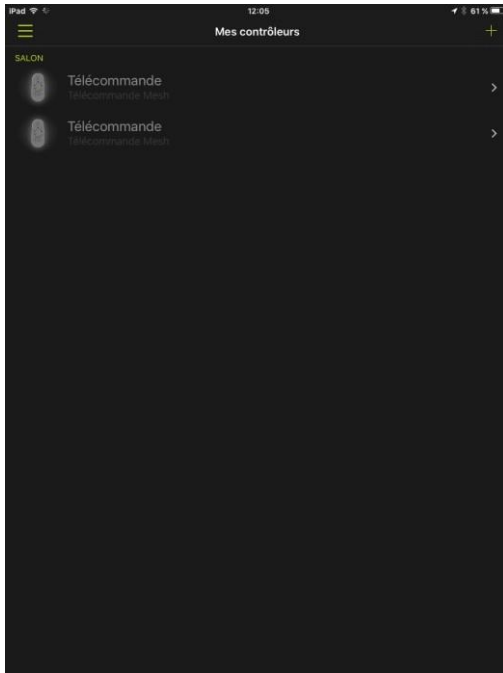 iPad 12:05 61 %
Mes contrôleurs
SALON
Télécommande
Télécommande Mesh
Télécommande
Télécommande Mesh